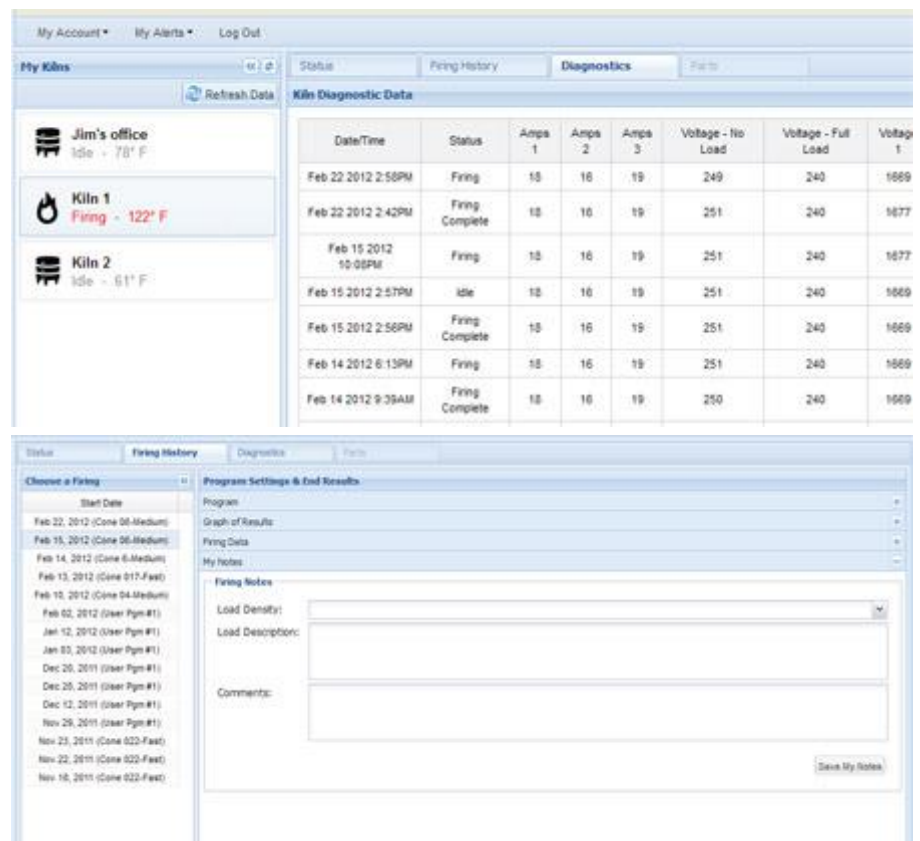 My Account My Alerts Log Out
My Kilns
Refresh Data
Jim's office
Idle - 78° F
Kiln 1
Firing - 122° F
Kiln 2
Idle - 61° F
Status Firing History Diagnostics Parts
Kiln Diagnostic Data
Date/Time Status Amps 1 Amps 2 Amps 3 Voltage - No Load Voltage - Full Load Voltage 1
Feb 22 2012 2:58PM Firing 18 16 19 249 240 1669
Feb 22 2012 2:42PM Firing Complete 18 16 19 251 240 1677
Feb 15 2012 10:08PM Firing 18 16 19 251 240 1677
Feb 15 2012 2:57PM Idle 18 16 19 251 240 1669
Feb 15 2012 2:56PM Firing Complete 18 16 19 251 240 1669
Feb 14 2012 6:13PM Firing 18 16 19 251 240 1669
Feb 14 2012 9:39AM Firing Complete 18 16 19 250 240 1669
Status Firing History Diagnostics Parts
Choose a Firing
Start Date
Feb 22, 2012 (Cone 06-Medium)
Feb 15, 2012 (Cone 06-Medium)
Feb 14, 2012 (Cone 6-Medium)
Feb 13, 2012 (Cone 017-Fast)
Feb 10, 2012 (Cone 04-Medium)
Feb 02, 2012 (User Pgm #1)
Jan 12, 2012 (User Pgm #1)
Jan 03, 2012 (User Pgm #1)
Dec 20, 2011 (User Pgm #1)
Dec 20, 2011 (User Pgm #1)
Dec 12, 2011 (User Pgm #1)
Nov 29, 2011 (User Pgm #1)
Nov 23, 2011 (Cone 022-Fast)
Nov 22, 2011 (Cone 022-Fast)
Nov 18, 2011 (Cone 022-Fast)
Program Settings & End Results
Program
Graph of Results
Firing Data
My Notes
Firing Notes
Load Density:
Load Description:
Comments:
Save My Notes